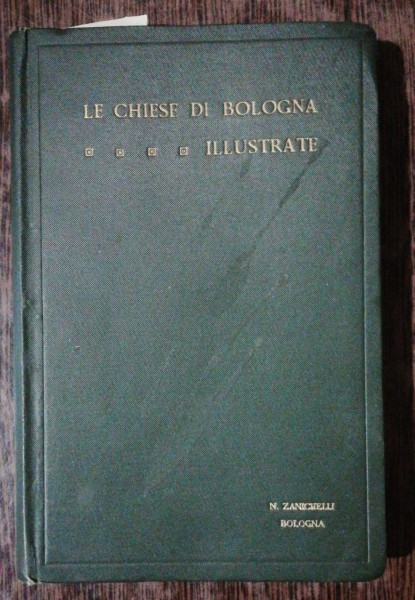 LE CHIESE DI BOLOGNA
ILLUSTRATE
N. ZANICHELLI
BOLOGNA